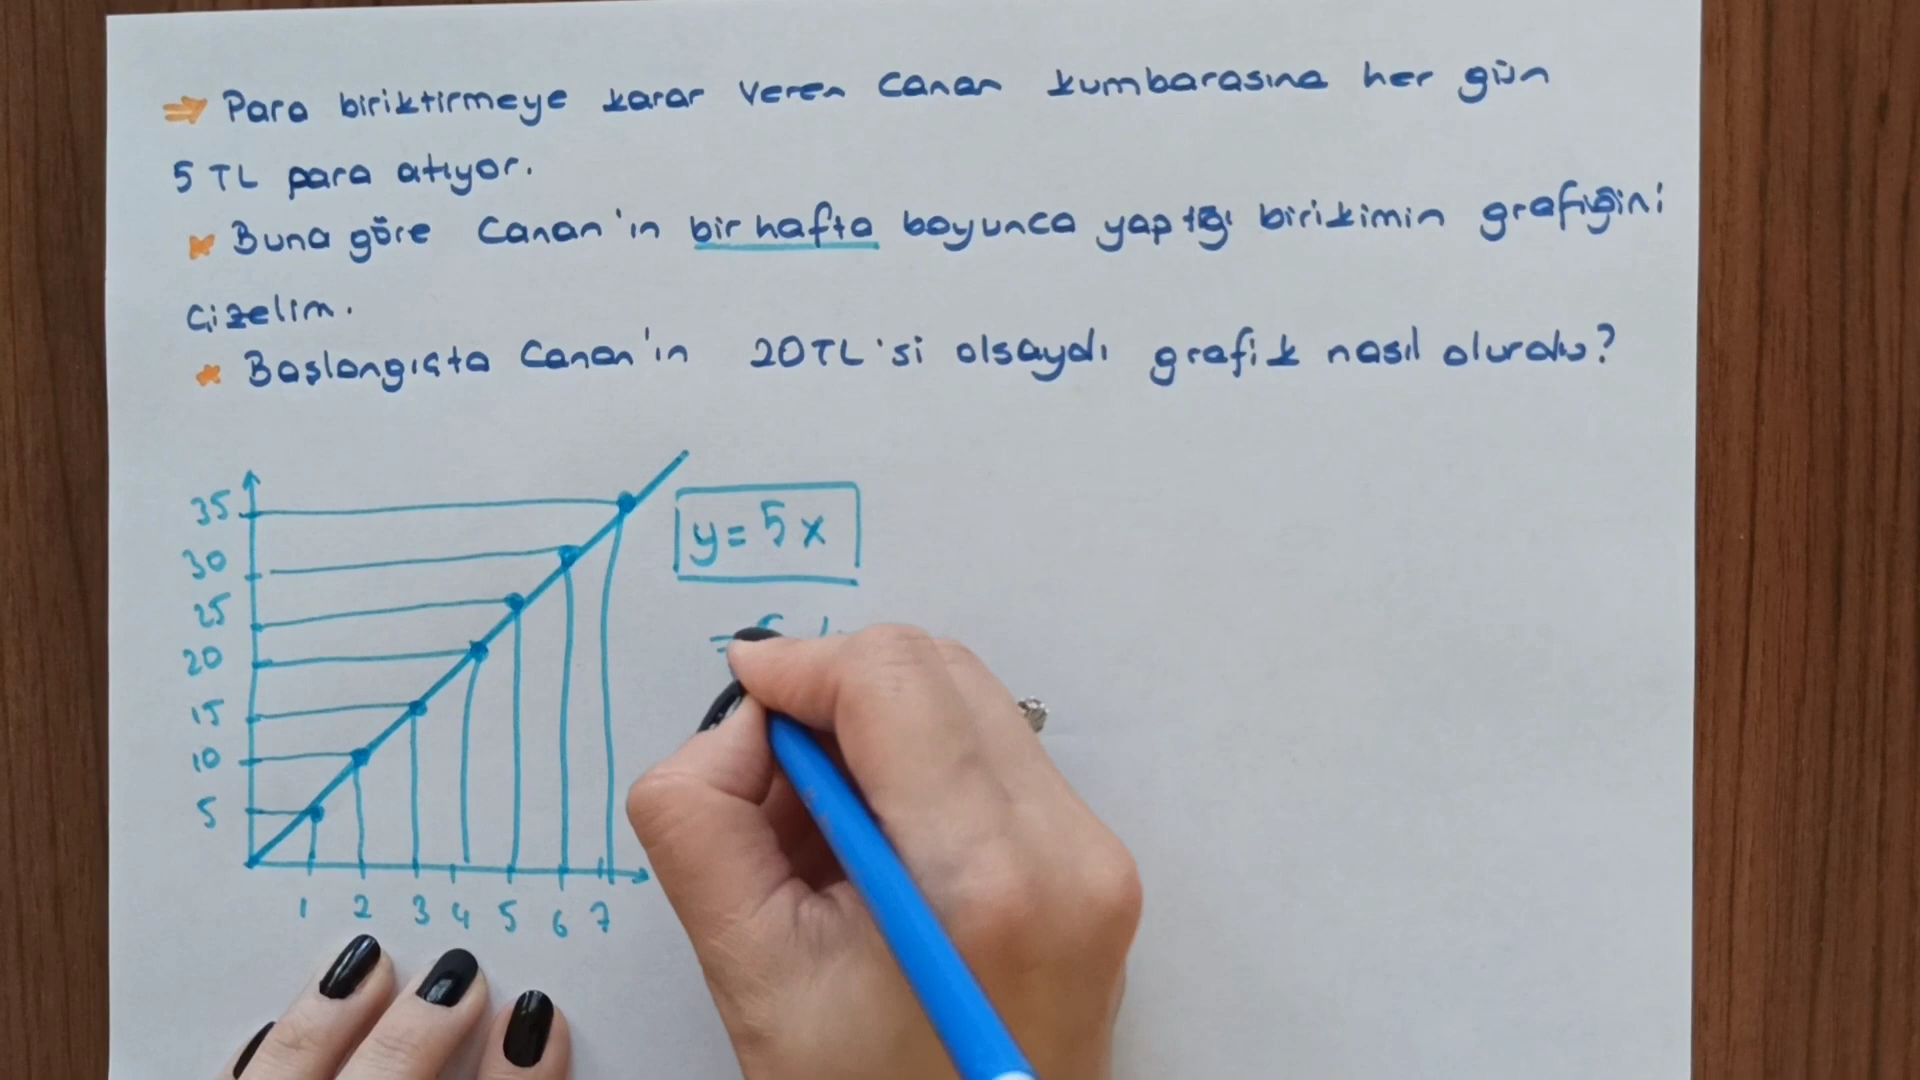 ⇒ Para biriktirmeye karar veren Canan kumbarasına her gün
5 TL para atıyor.
* Buna göre Canan'ın bir hafta boyunca yaptığı birikimin grafiğini
çizelim.
* Başlangıçta Canan'ın 20TL'si olsaydı grafik nasıl olurdu?
35
30
25
20
15
10
5
1 2 3 4 5 6 7
y = 5x